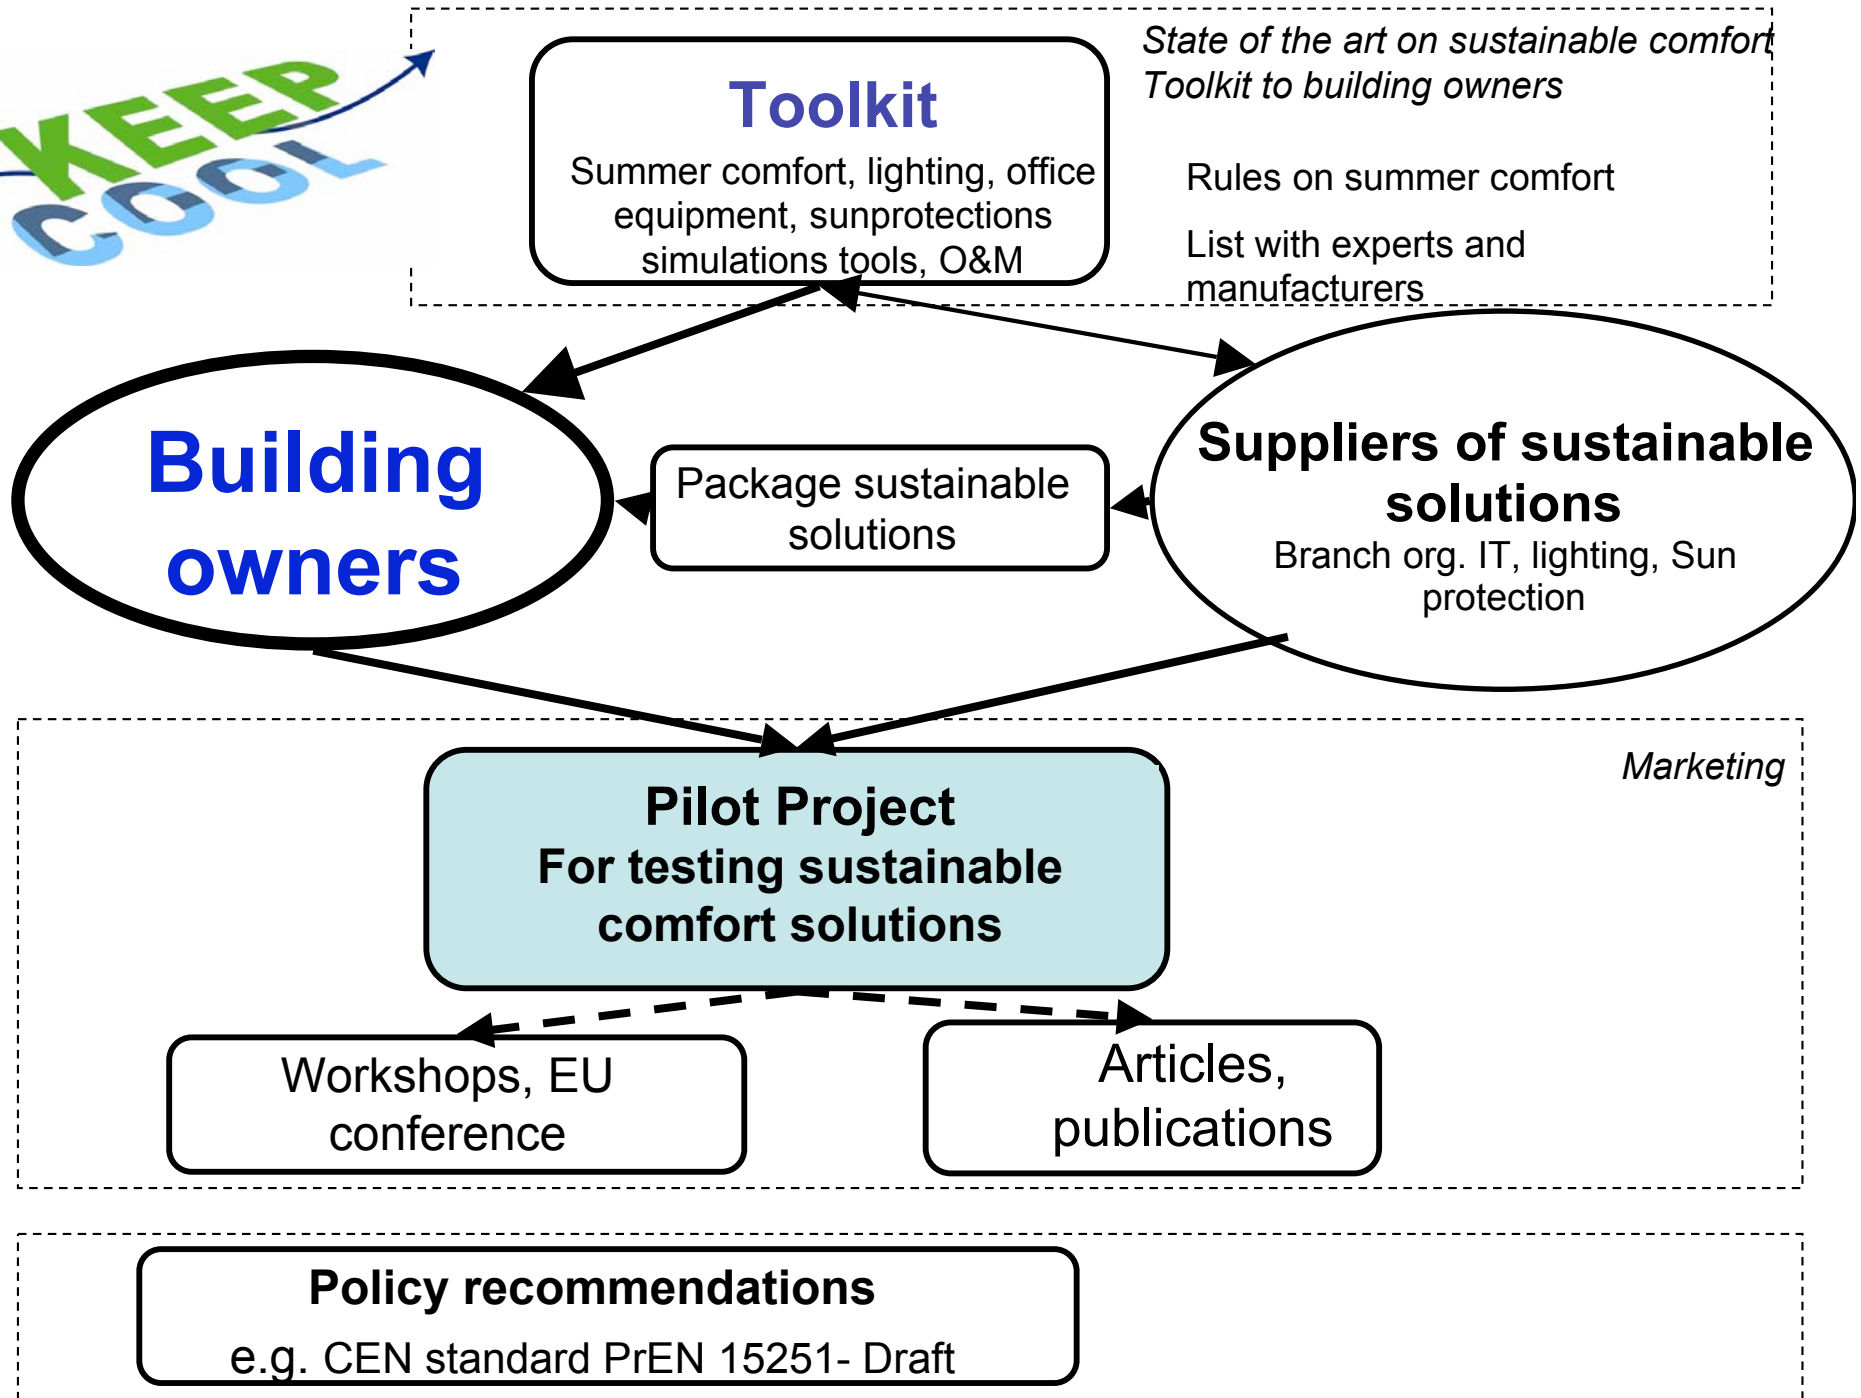 KEEP
COOL
Toolkit
Summer comfort, lighting, office
equipment, sunprotections
simulations tools, O&M
State of the art on sustainable comfort
Toolkit to building owners
Rules on summer comfort
List with experts and
manufacturers
Building
owners
Package sustainable
solutions
Suppliers of sustainable
solutions
Branch org. IT, lighting, Sun
protection
Marketing
Pilot Project
For testing sustainable
comfort solutions
Workshops, EU
conference
Articles,
publications
Policy recommendations
e.g. CEN standard PrEN 15251- Draft